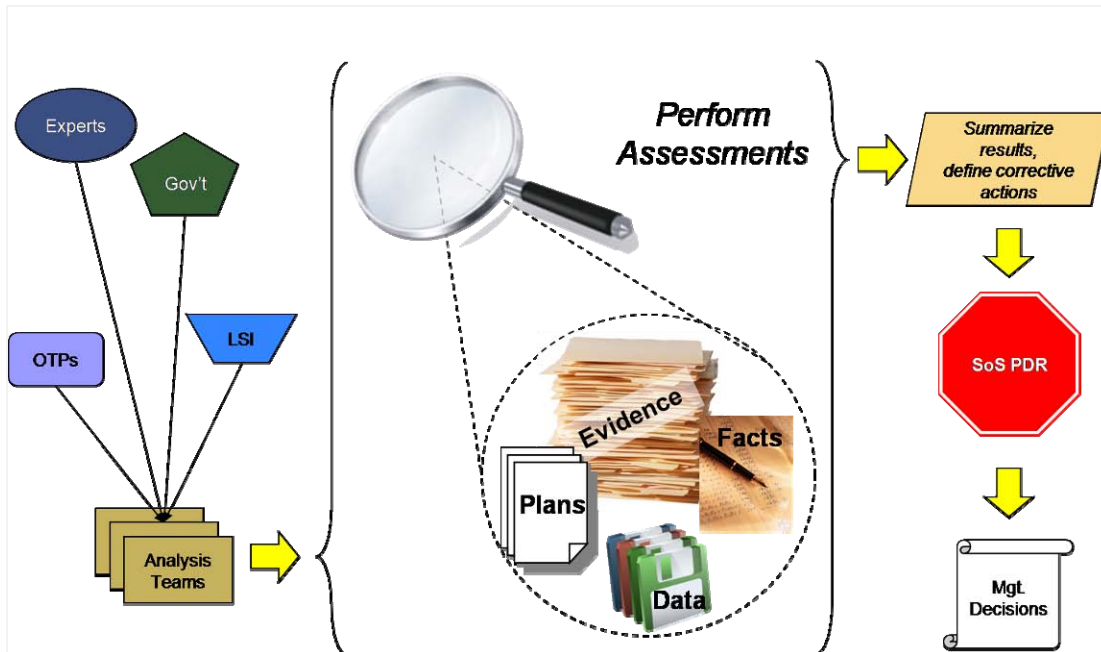 Experts
Gov't
OTPs
LSI
Analysis
Teams
Perform
Assessments
Evidence
Facts
Plans
Data
Summarize
results,
define corrective
actions
SoS PDR
Mgt.
Decisions